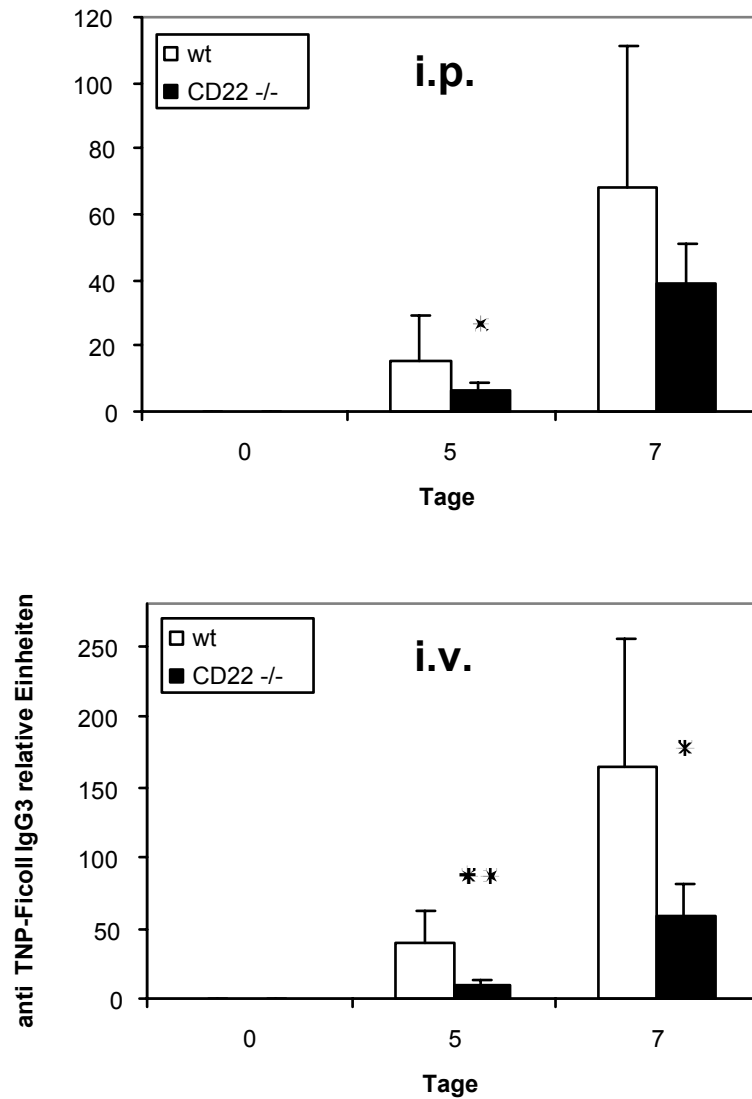 120
100
80
60
40
20
0
wt
CD22 -/-
i.p.
*
0 5 7
Tage
anti TNP-Ficoll IgG3 relative Einheiten
250
200
150
100
50
0
wt
CD22 -/-
i.v.
**
*
0 5 7
Tage